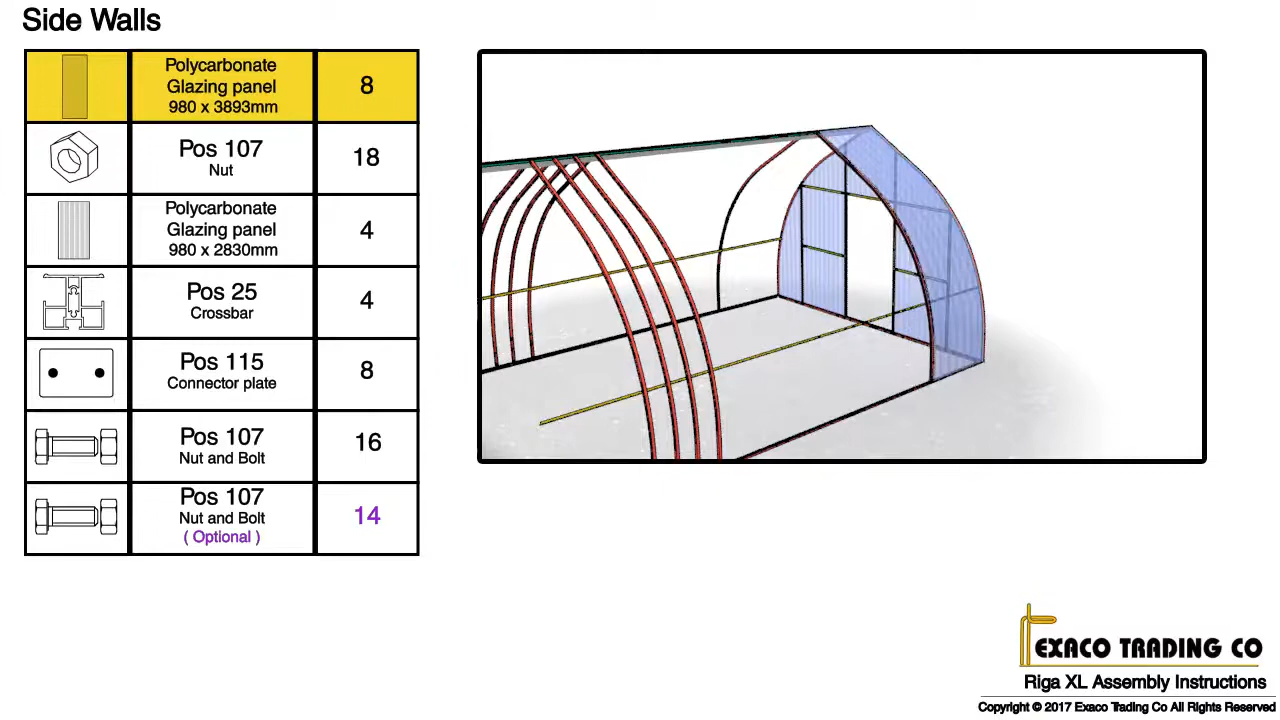 Side Walls
Polycarbonate
Glazing panel
980 x 3893mm
8
Pos 107
Nut
18
Polycarbonate
Glazing panel
980 x 2830mm
4
Pos 25
Crossbar
4
Pos 115
Connector plate
8
Pos 107
Nut and Bolt
16
Pos 107
Nut and Bolt
( Optional )
14
EXACO TRADING CO
Riga XL Assembly Instructions
Copyright © 2017 Exaco Trading Co All Rights Reserved